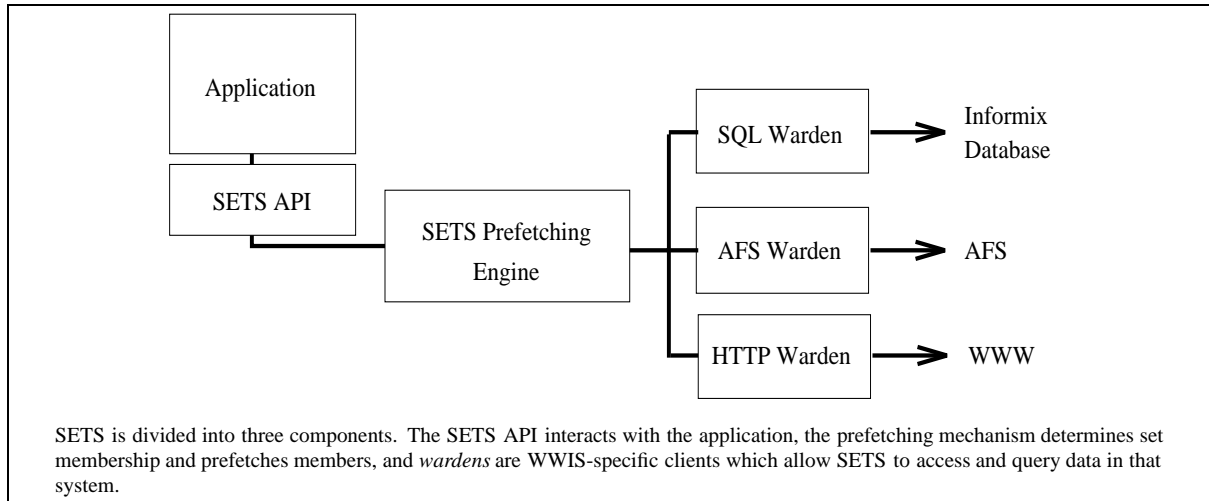 Application
SETS API
SETS Prefetching
Engine
SQL Warden
Informix
Database
AFS Warden
AFS
HTTP Warden
WWW
SETS is divided into three components. The SETS API interacts with the application, the prefetching mechanism determines set
membership and prefetches members, and wardens are WWIS-specific clients which allow SETS to access and query data in that
system.